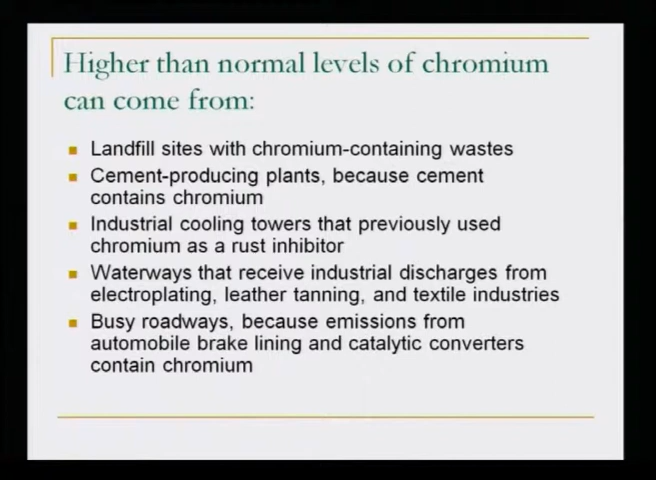 Higher than normal levels of chromium
can come from:
Landfill sites with chromium-containing wastes
Cement-producing plants, because cement
contains chromium
Industrial cooling towers that previously used
chromium as a rust inhibitor
Waterways that receive industrial discharges from
electroplating, leather tanning, and textile industries
Busy roadways, because emissions from
automobile brake lining and catalytic converters
contain chromium